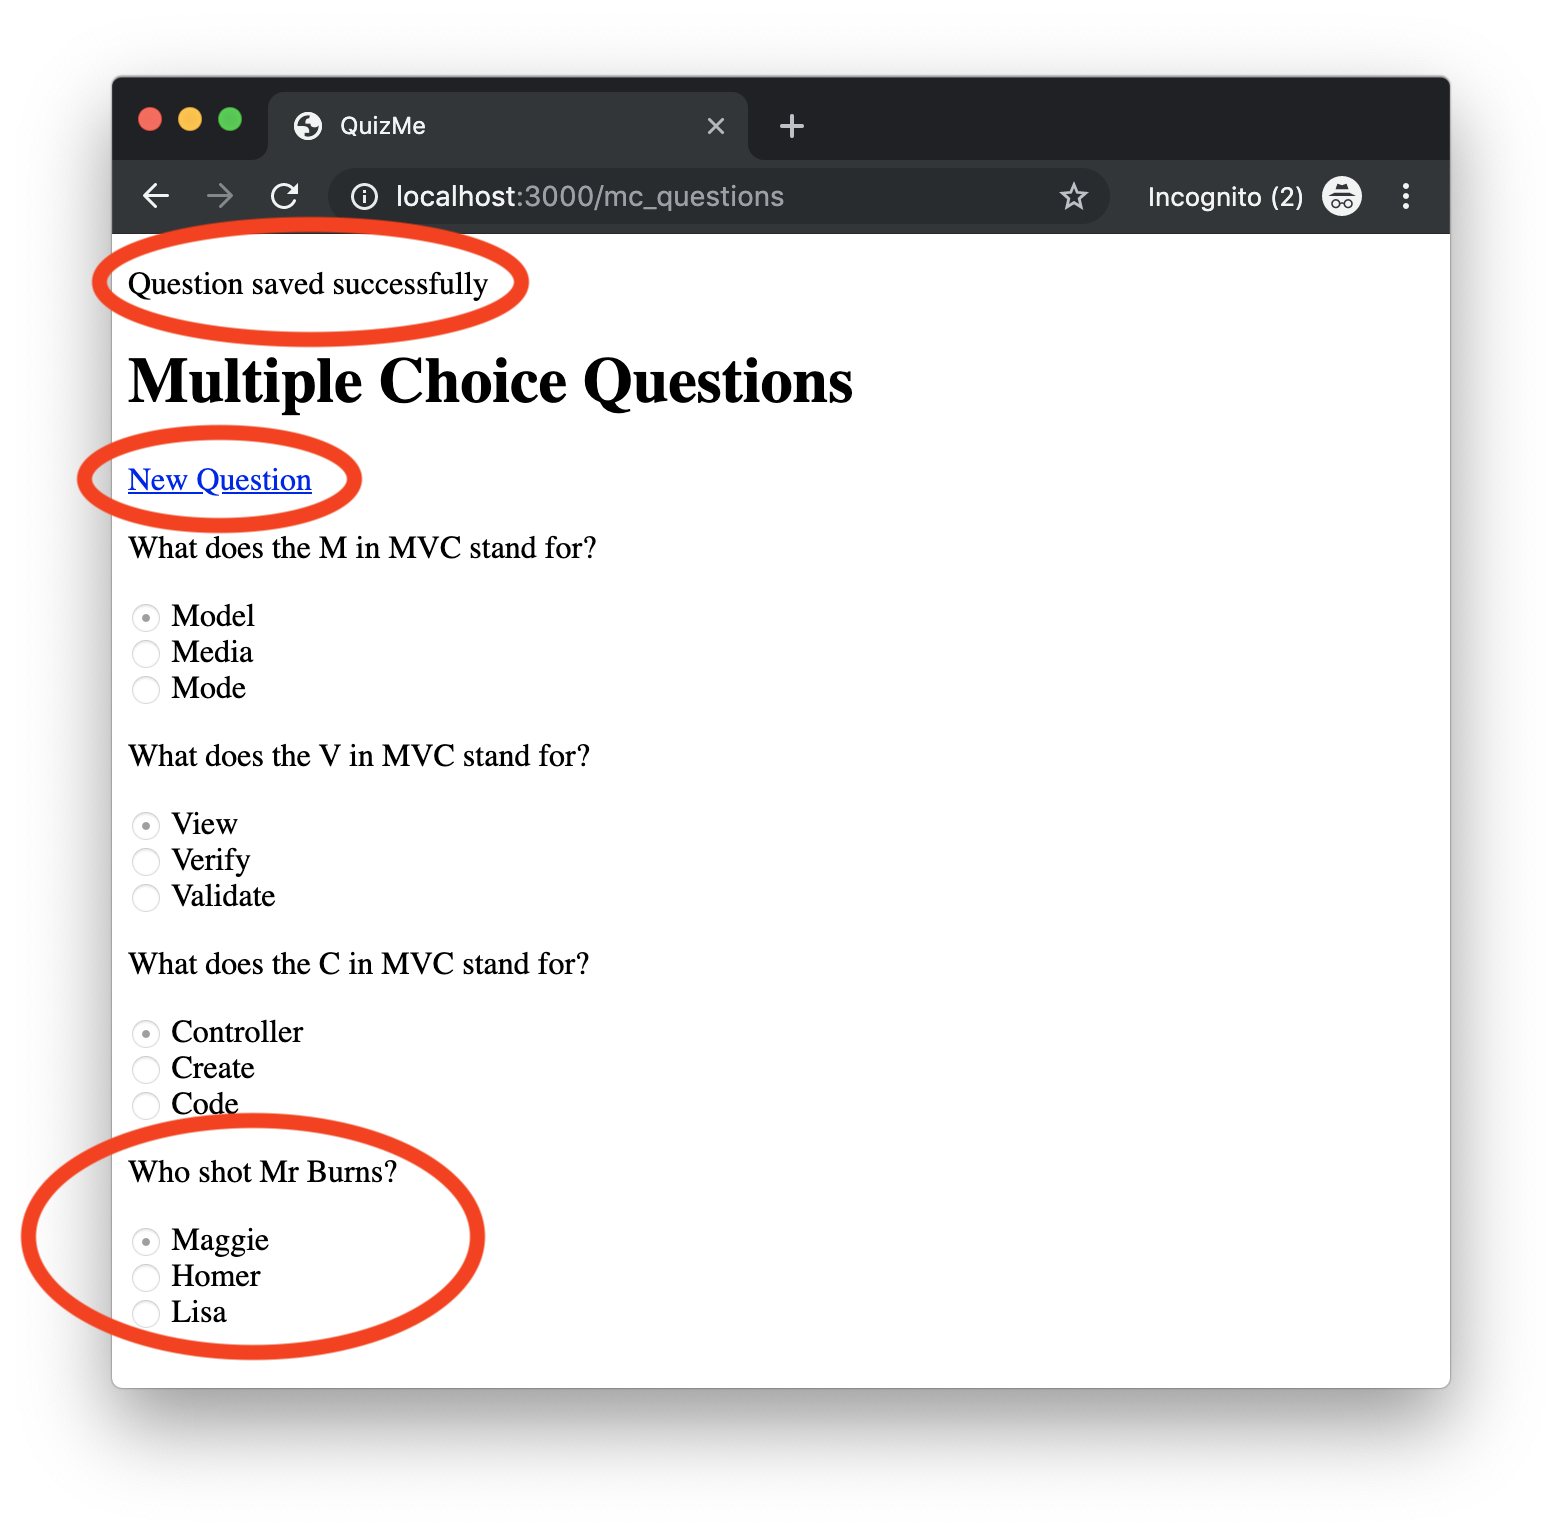 QuizMe
localhost:3000/mc_questions
Incognito (2)
Question saved successfully
Multiple Choice Questions
New Question
What does the M in MVC stand for?
Model
Media
Mode
What does the V in MVC stand for?
View
Verify
Validate
What does the C in MVC stand for?
Controller
Create
Code
Who shot Mr Burns?
Maggie
Homer
Lisa